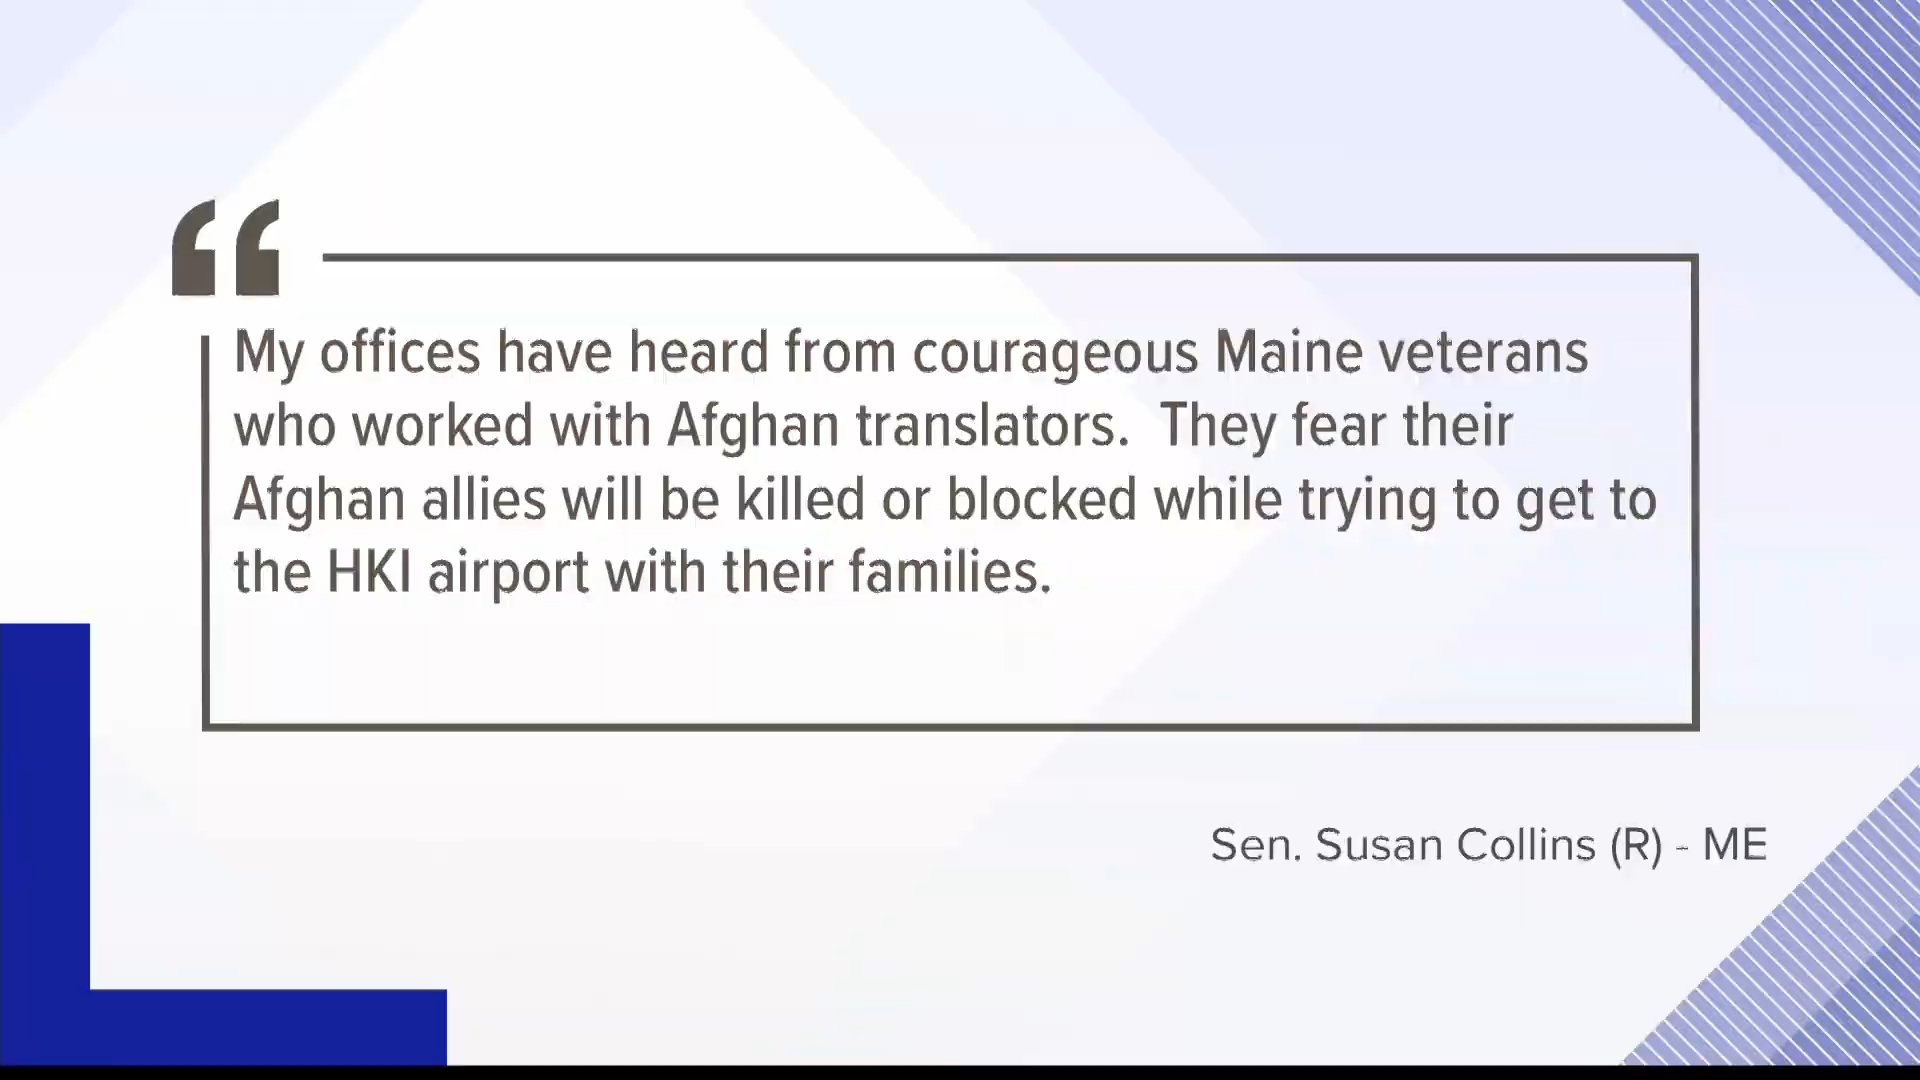 “
My offices have heard from courageous Maine veterans
who worked with Afghan translators.  They fear their
Afghan allies will be killed or blocked while trying to get to
the HKI airport with their families.
Sen. Susan Collins (R) - ME